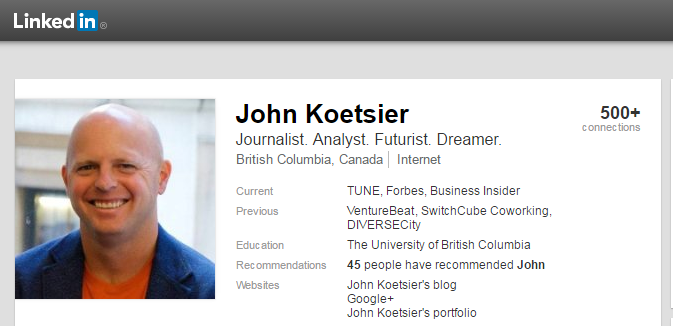 Linked in ®
John Koetsier
500+
connections
Journalist. Analyst. Futurist. Dreamer.
British Columbia, Canada | Internet
Current TUNE, Forbes, Business Insider
Previous VentureBeat, SwitchCube Coworking,
DIVERSECity
Education The University of British Columbia
Recommendations 45 people have recommended John
Websites John Koetsier's blog
Google+
John Koetsier's portfolio